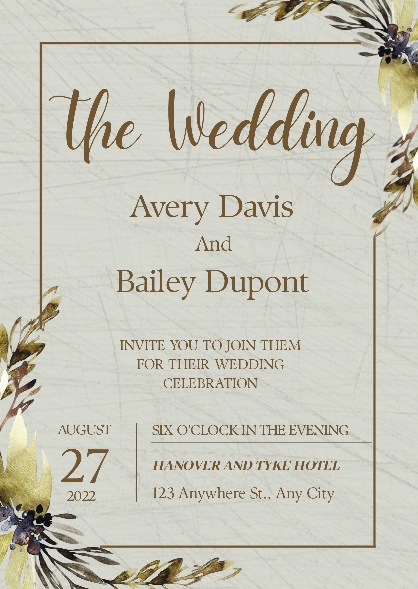 the Wedding
Avery Davis
And
Bailey Dupont
INVITE YOU TO JOIN THEM
FOR THEIR WEDDING
CELEBRATION
AUGUST
27
2022
SIX O'CLOCK IN THE EVENING
HANOVER AND TYKE HOTEL
123 Anywhere St., Any City